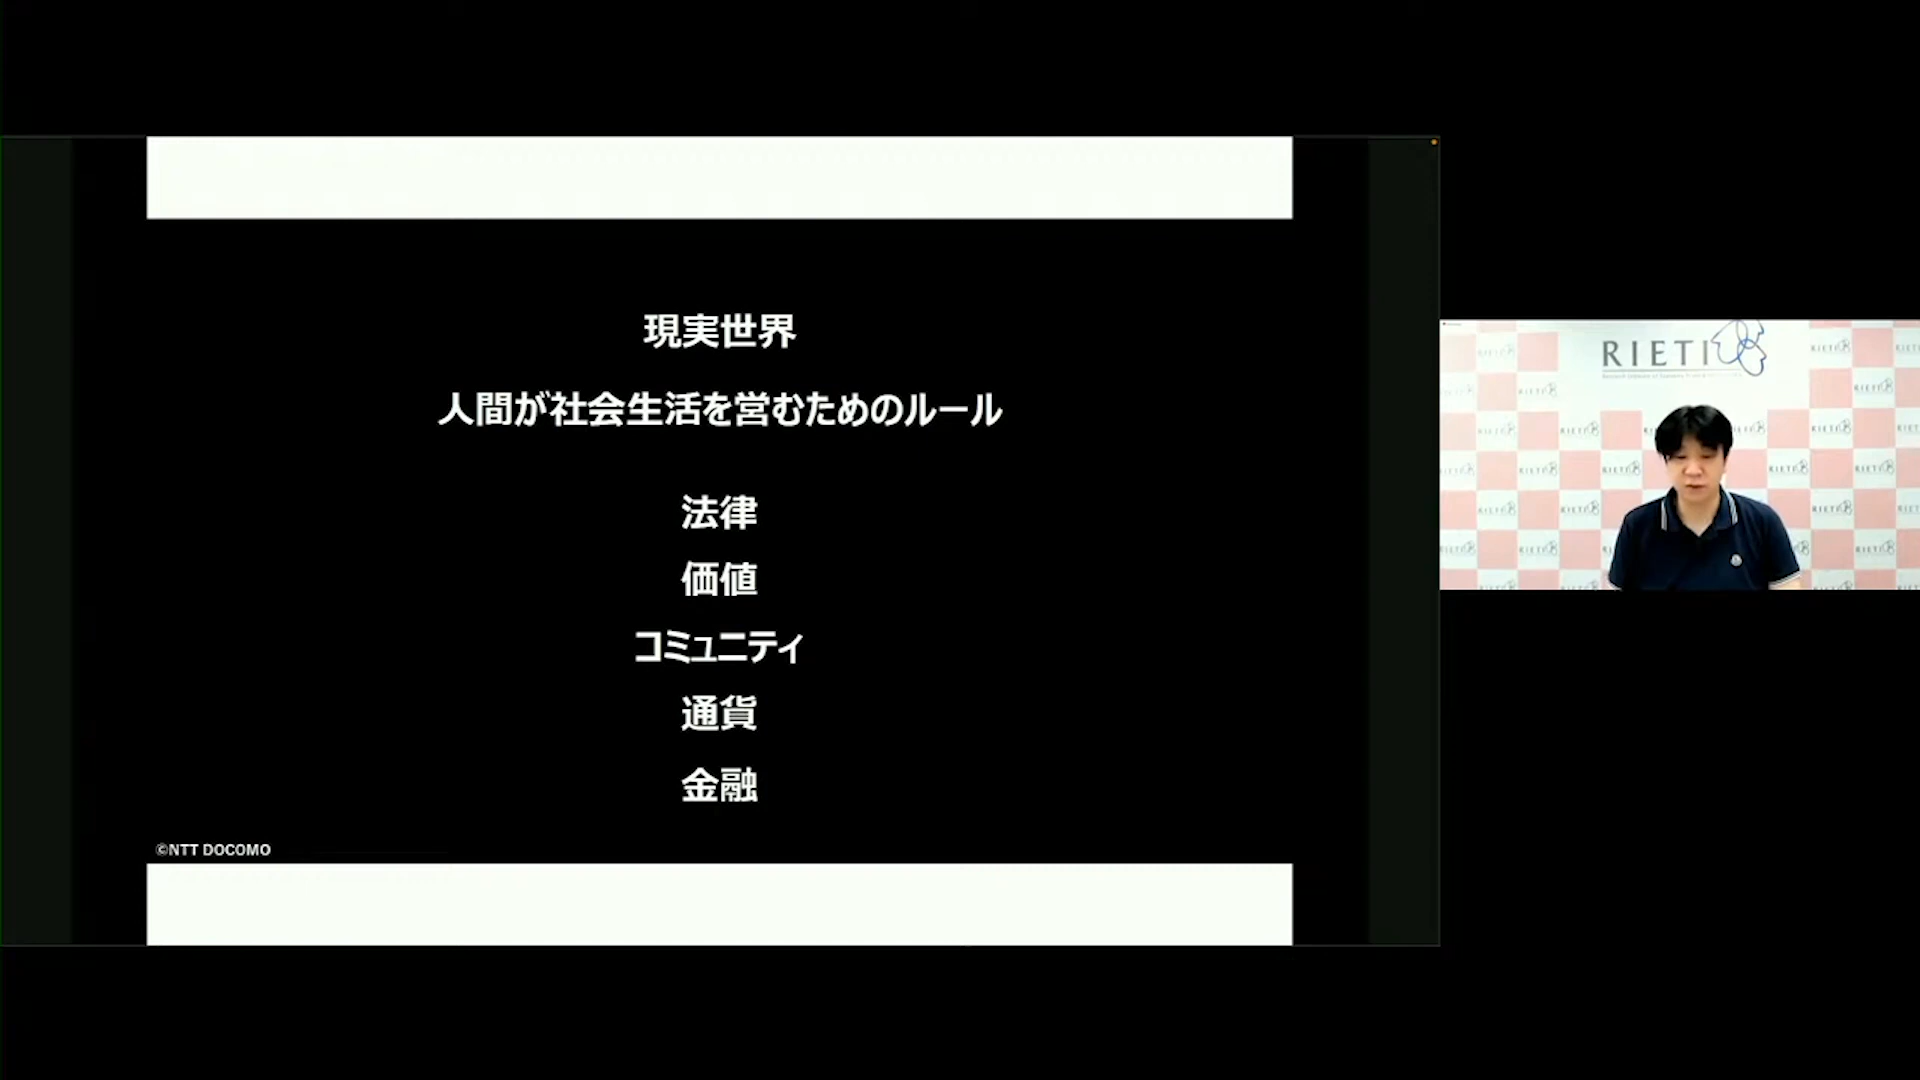 現実世界
人間が社会生活を営むためのルール
法律
価値
コミュニティ
通貨
金融
©NTT DOCOMO
RIETI